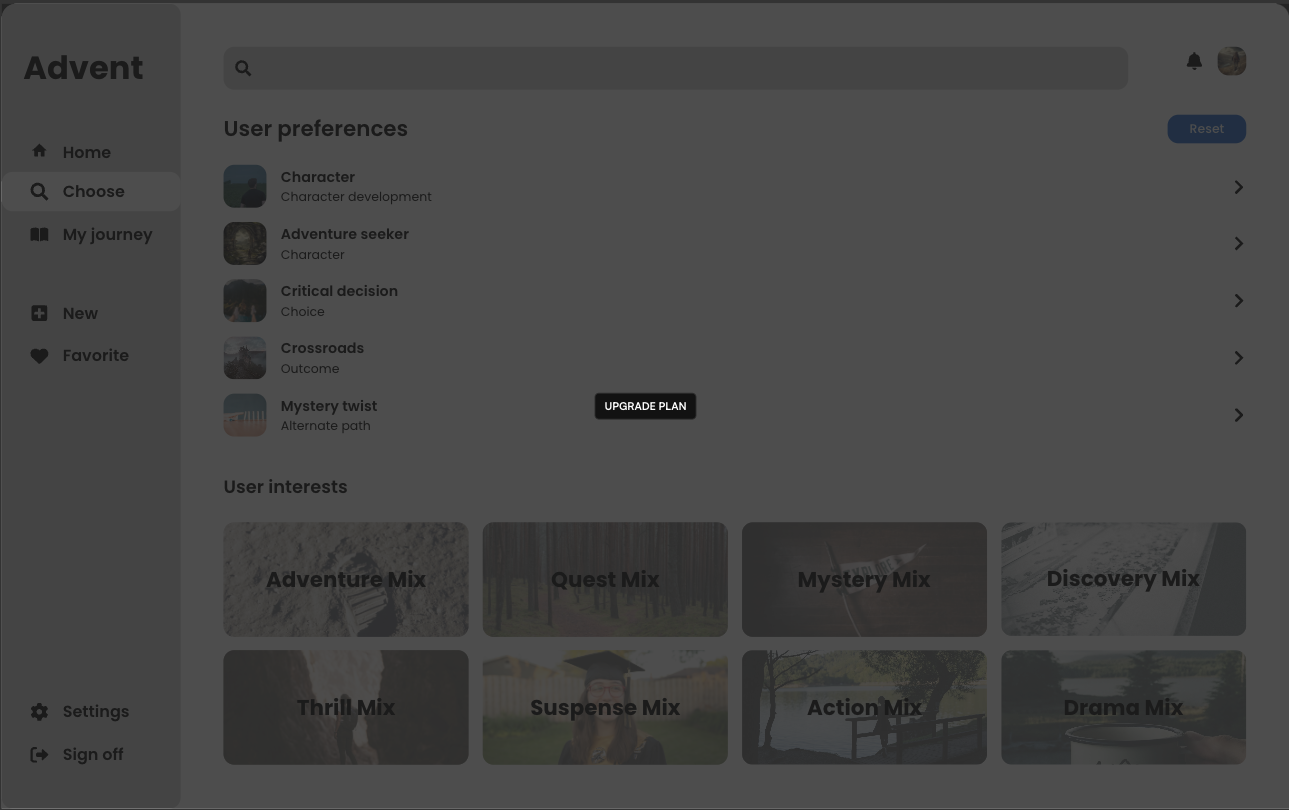 Advent
Home
Choose
My journey
New
Favorite
Settings
Sign off
User preferences
Reset
Character
Character development
Adventure seeker
Character
Critical decision
Choice
Crossroads
Outcome
Mystery twist
Alternate path
UPGRADE PLAN
User interests
Adventure Mix
Quest Mix
Mystery Mix
Discovery Mix
Thrill Mix
Suspense Mix
Action Mix
Drama Mix